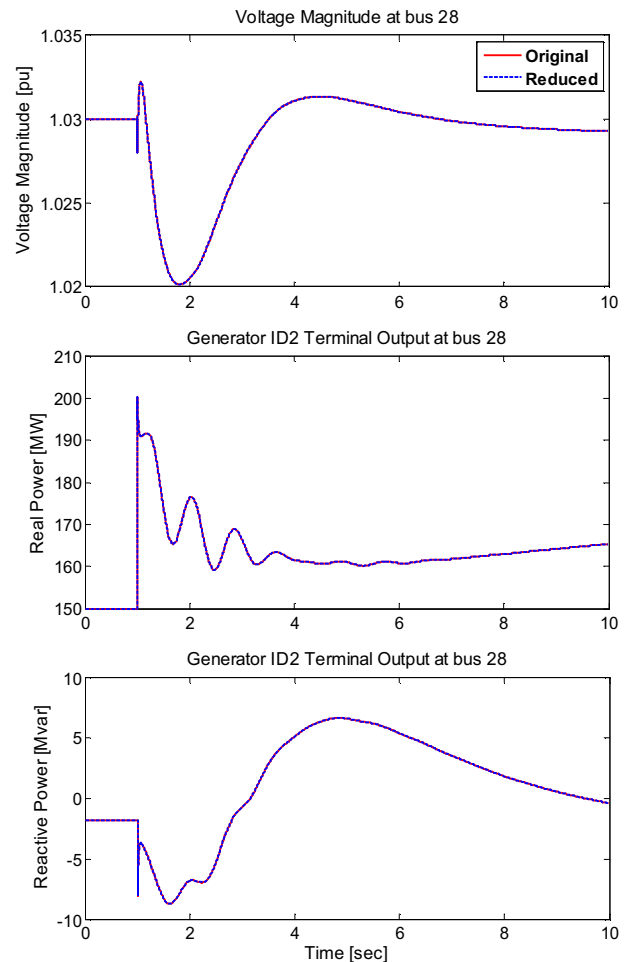 Voltage Magnitude at bus 28
Voltage Magnitude [pu]
1.035
1.03
1.025
1.02
0 2 4 6 8 10
Original
Reduced
Generator ID2 Terminal Output at bus 28
Real Power [MW]
210
200
190
180
170
160
150
0 2 4 6 8 10
Generator ID2 Terminal Output at bus 28
Reactive Power [Mvar]
10
5
0
-5
-10
0 2 4 6 8 10
Time [sec]